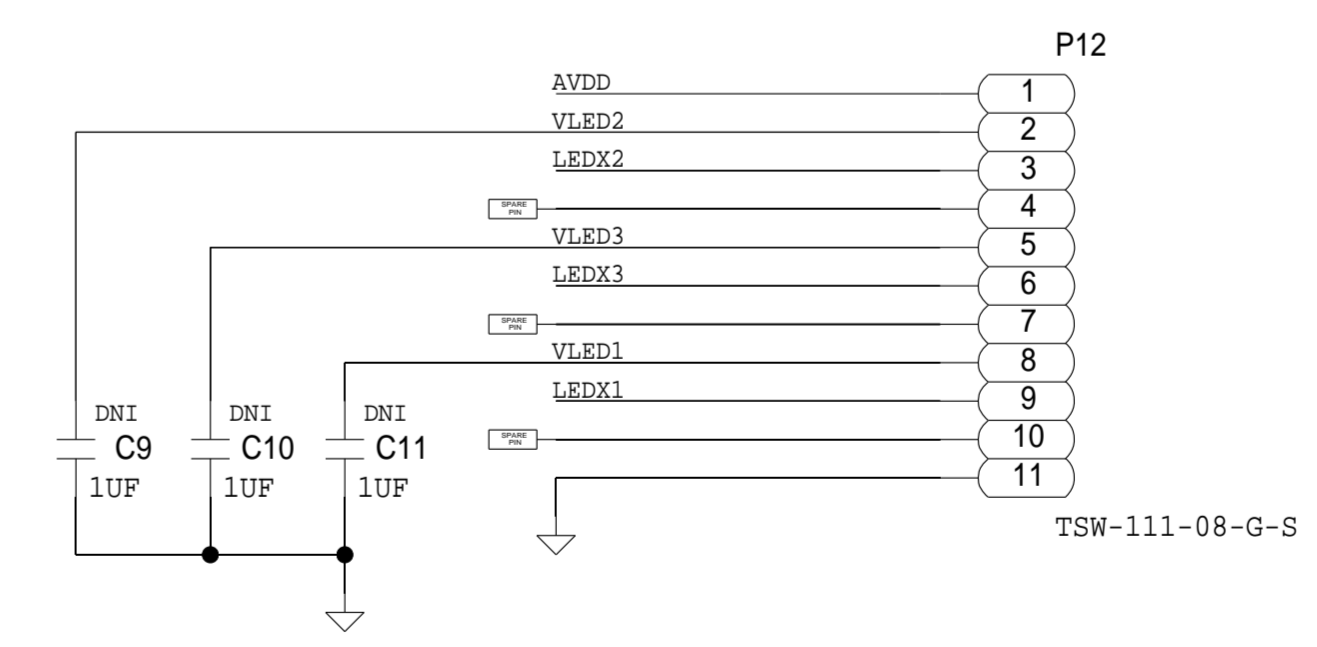 P12
AVDD
1
VLED2
2
LEDX2
3
SPARE
PIN
4
VLED3
5
LEDX3
6
SPARE
PIN
7
VLED1
8
LEDX1
9
SPARE
PIN
10
11
DNI
C9
1UF
DNI
C10
1UF
DNI
C11
1UF
TSW-111-08-G-S